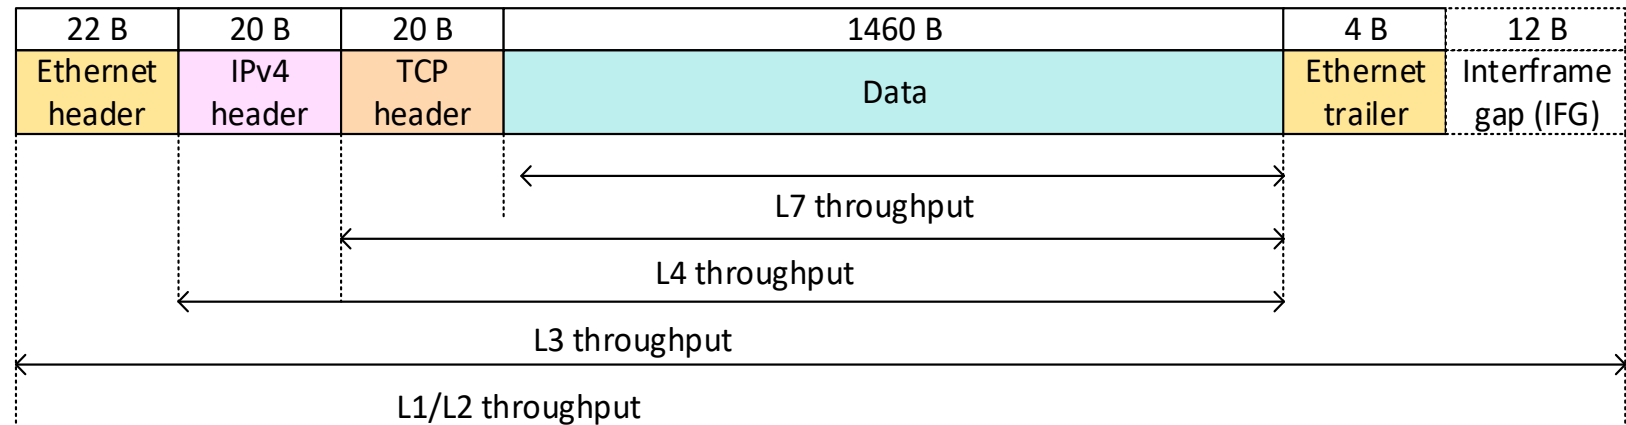 22 B 20 B 20 B 1460 B 4 B 12 B
Ethernet header
IPv4 header
TCP header
Data
Ethernet trailer
Interframe gap (IFG)
L7 throughput
L4 throughput
L3 throughput
L1/L2 throughput